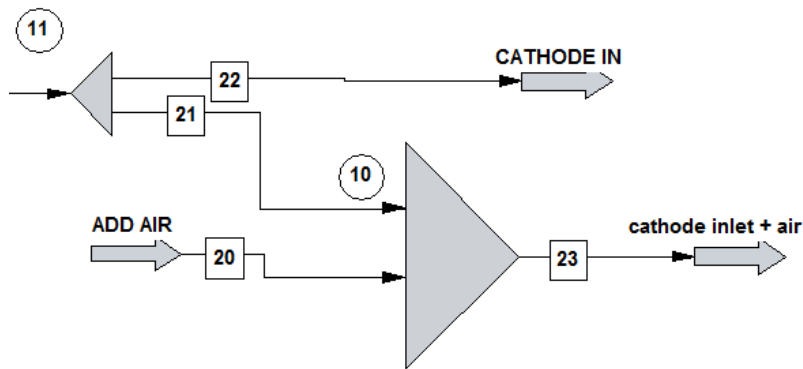 11
CATHODE IN
22
21
10
ADD AIR
cathode inlet + air
20
23